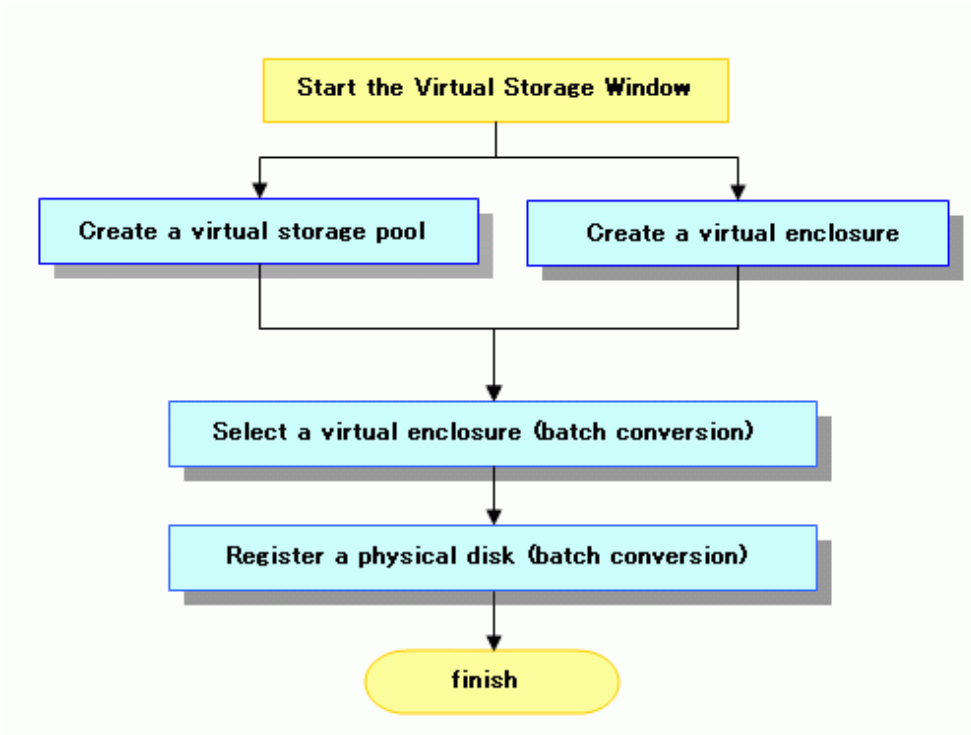 Start the Virtual Storage Window
Create a virtual storage pool
Create a virtual enclosure
Select a virtual enclosure (batch conversion)
Register a physical disk (batch conversion)
finish